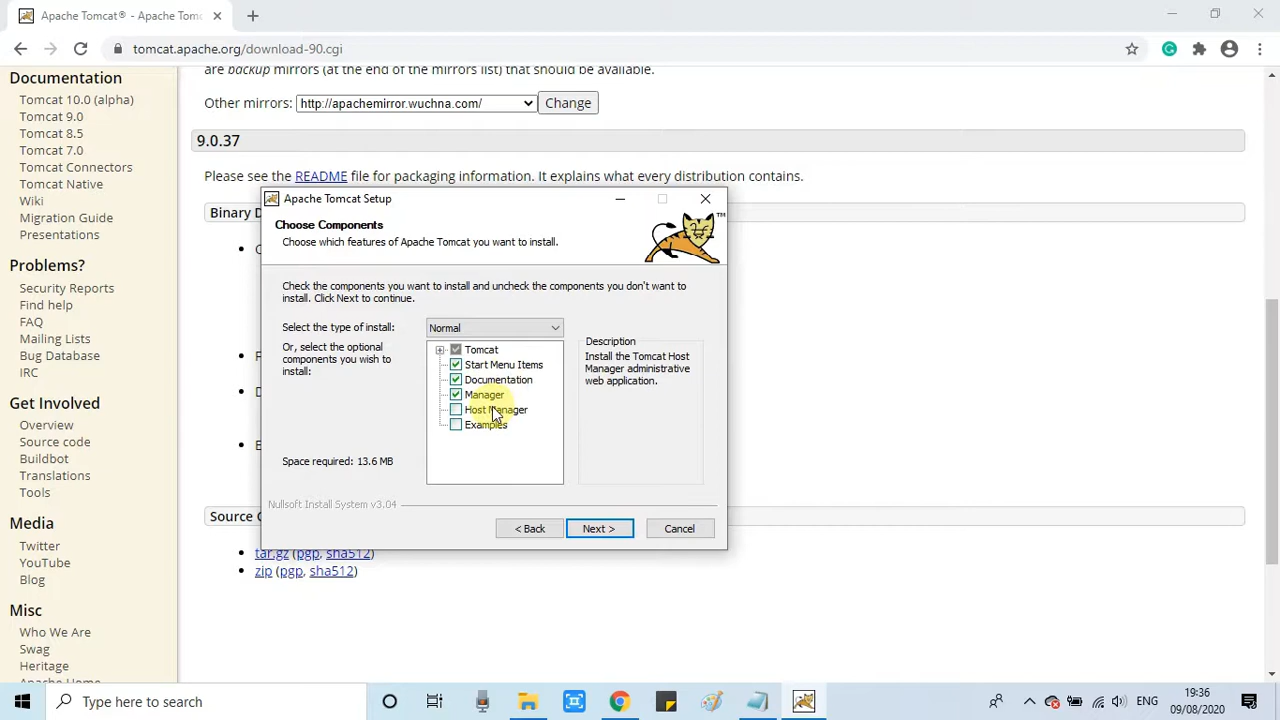 Apache Tomcat® - Apache Tomc
tomcat.apache.org/download-90.cgi
Documentation
Tomcat 10.0 (alpha)
Tomcat 9.0
Tomcat 8.5
Tomcat 7.0
Tomcat Connectors
Tomcat Native
Wiki
Migration Guide
Presentations
Problems?
Security Reports
Find help
FAQ
Mailing Lists
Bug Database
IRC
Get Involved
Overview
Source code
Buildbot
Translations
Tools
Media
Twitter
YouTube
Blog
Misc
Who We Are
Swag
Heritage
are backup mirrors (at the end of the mirrors list) that should be available.
Other mirrors: http://apachemirror.wuchna.com/ Change
9.0.37
Please see the README file for packaging information. It explains what every distribution contains.
Binary D
Source
tar.gz (pgp, sha512)
zip (pgp, sha512)
Apache Tomcat Setup
Choose Components
Choose which features of Apache Tomcat you want to install.
TM
Check the components you want to install and uncheck the components you don't want to
install. Click Next to continue.
Select the type of install: Normal
Or, select the optional
components you wish to
install:
Tomcat
Start Menu Items
Documentation
Manager
Host Manager
Examples
Description
Install the Tomcat Host
Manager administrative
web application.
Space required: 13.6 MB
Nullsoft Install System v3.04
< Back Next > Cancel
Type here to search
ENG
19:36
09/08/2020